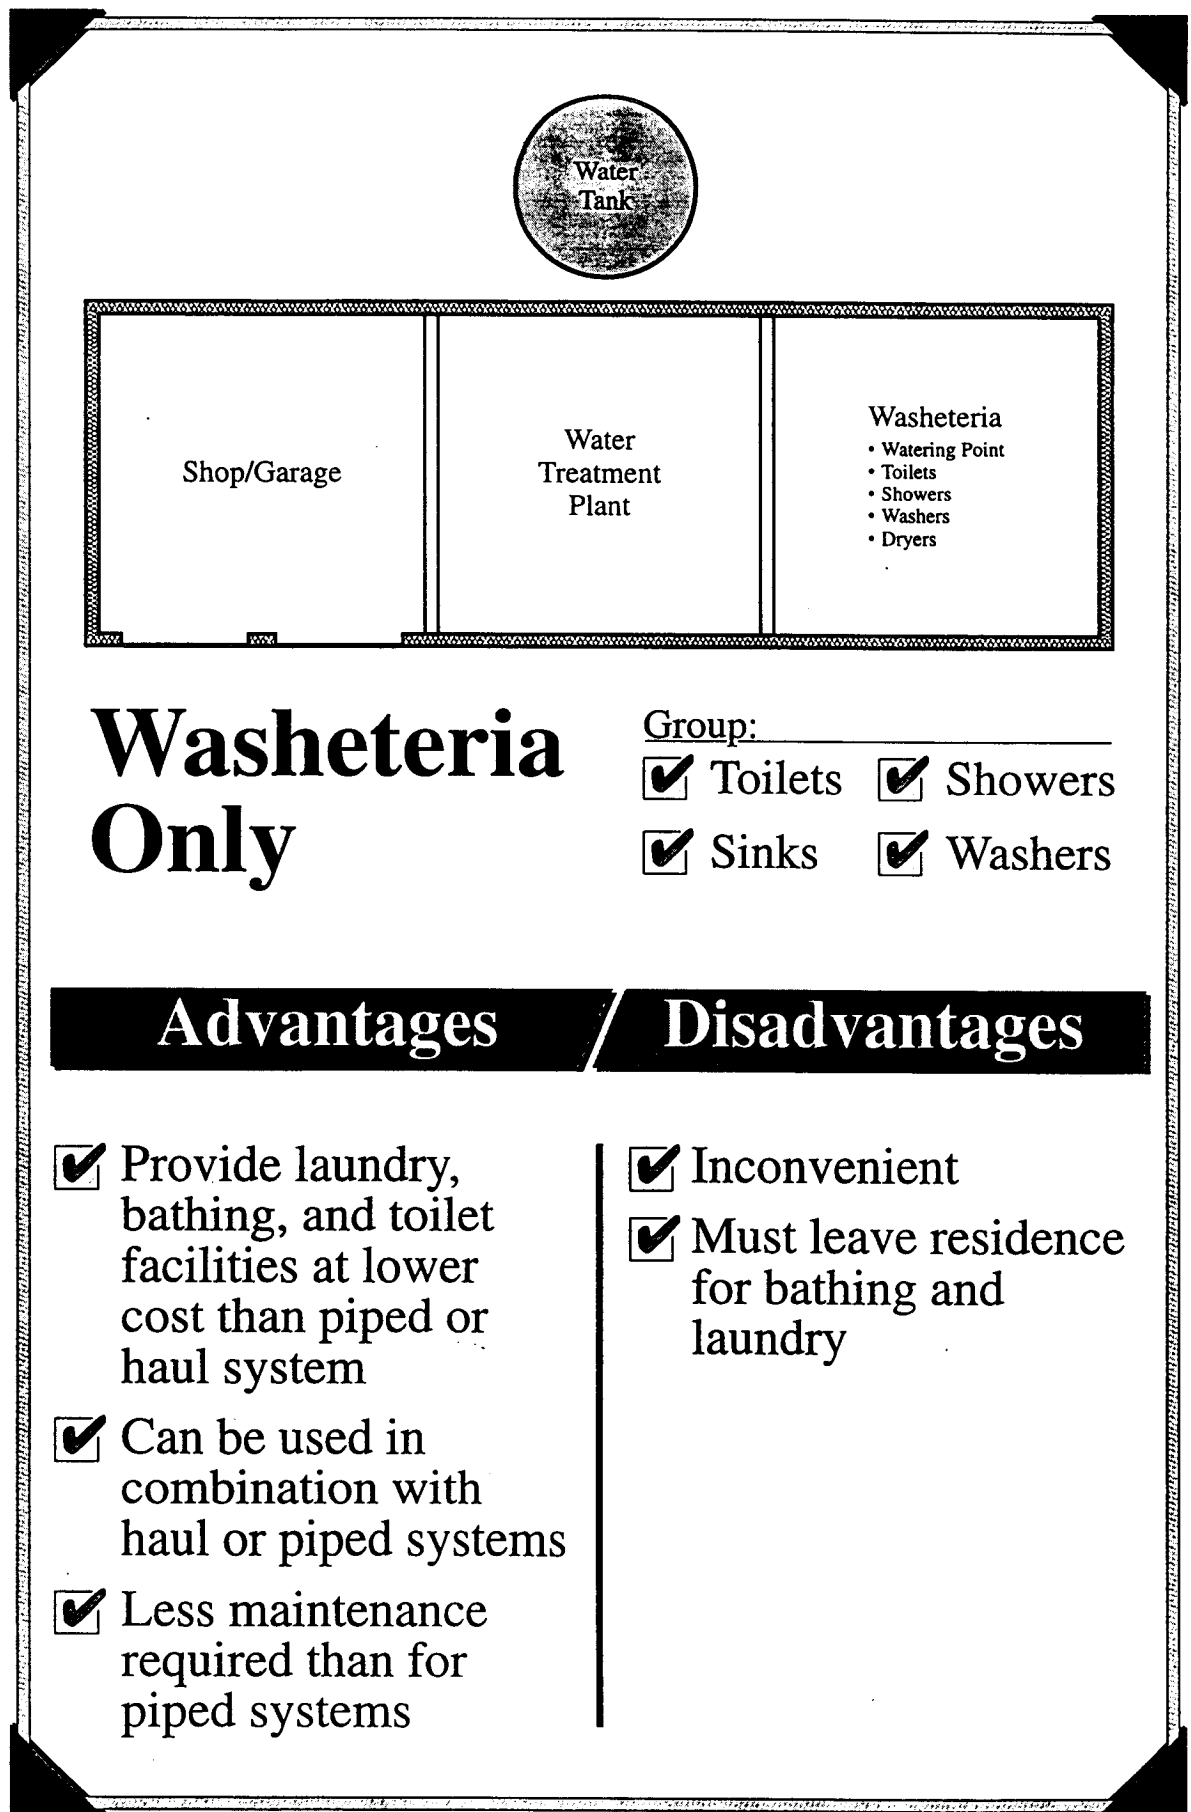 Water
Tank
Shop/Garage
Water
Treatment
Plant
Washeteria
• Watering Point
• Toilets
• Showers
• Washers
• Dryers
Washeteria
Only
Group:
Toilets
Showers
Sinks
Washers
Advantages
Disadvantages
Provide laundry,
bathing, and toilet
facilities at lower
cost than piped or
haul system
Can be used in
combination with
haul or piped systems
Less maintenance
required than for
piped systems
Inconvenient
Must leave residence
for bathing and
laundry